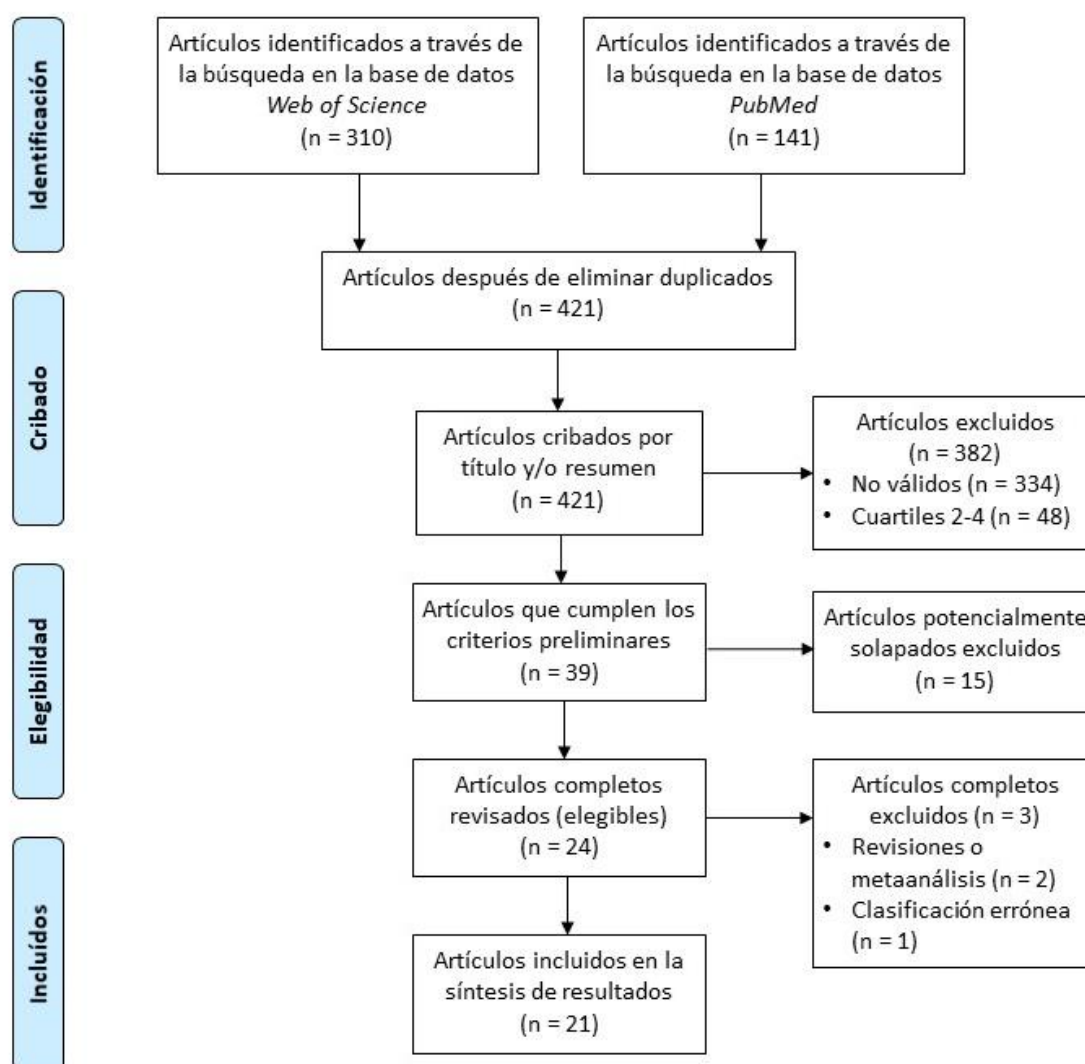 Identificación
Artículos identificados a través de
la búsqueda en la base de datos
Web of Science
(n = 310)
Artículos identificados a través de
la búsqueda en la base de datos
PubMed
(n = 141)
Artículos después de eliminar duplicados
(n = 421)
Cribado
Artículos cribados por
título y/o resumen
(n = 421)
Artículos excluidos
(n = 382)
• No válidos (n = 334)
• Cuartiles 2-4 (n = 48)
Elegibilidad
Artículos que cumplen los
criterios preliminares
(n = 39)
Artículos potencialmente
solapados excluidos
(n = 15)
Artículos completos
revisados (elegibles)
(n = 24)
Artículos completos
excluidos (n = 3)
• Revisiones o
metaanálisis (n = 2)
• Clasificación errónea
(n = 1)
Incluídos
Artículos incluidos en la
síntesis de resultados
(n = 21)